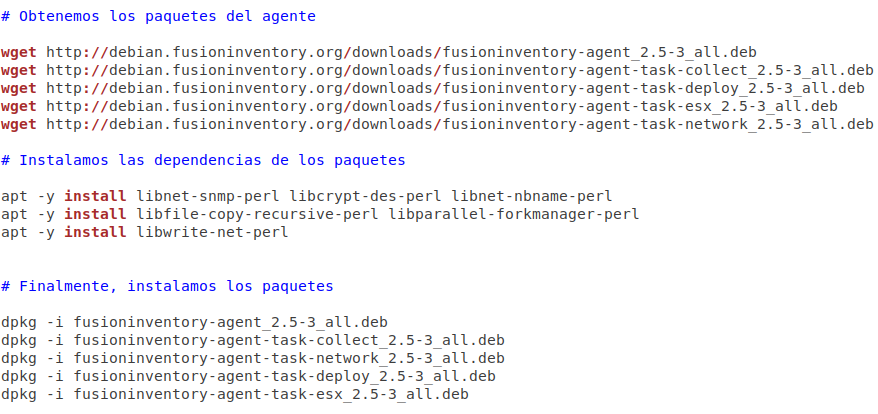 # Obtenemos los paquetes del agente
wget http://debian.fusioninventory.org/downloads/fusioninventory-agent_2.5-3_all.deb
wget http://debian.fusioninventory.org/downloads/fusioninventory-agent-task-collect_2.5-3_all.deb
wget http://debian.fusioninventory.org/downloads/fusioninventory-agent-task-deploy_2.5-3_all.deb
wget http://debian.fusioninventory.org/downloads/fusioninventory-agent-task-esx_2.5-3_all.deb
wget http://debian.fusioninventory.org/downloads/fusioninventory-agent-task-network_2.5-3_all.deb
# Instalamos las dependencias de los paquetes
apt -y install libnet-snmp-perl libcrypt-des-perl libnet-nbname-perl
apt -y install libfile-copy-recursive-perl libparallel-forkmanager-perl
apt -y install libwrite-net-perl
# Finalmente, instalamos los paquetes
dpkg -i fusioninventory-agent_2.5-3_all.deb
dpkg -i fusioninventory-agent-task-collect_2.5-3_all.deb
dpkg -i fusioninventory-agent-task-network_2.5-3_all.deb
dpkg -i fusioninventory-agent-task-deploy_2.5-3_all.deb
dpkg -i fusioninventory-agent-task-esx_2.5-3_all.deb